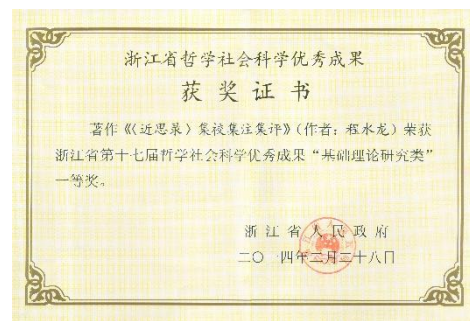 浙江省哲学社会科学优秀成果
获奖证书
著作《〈近思录〉集校集注集评》(作者：程水龙)荣获
浙江省第十七届哲学社会科学优秀成果“基础理论研究类”
一等奖。
浙江省人民政府
二〇一四年二月二十八日